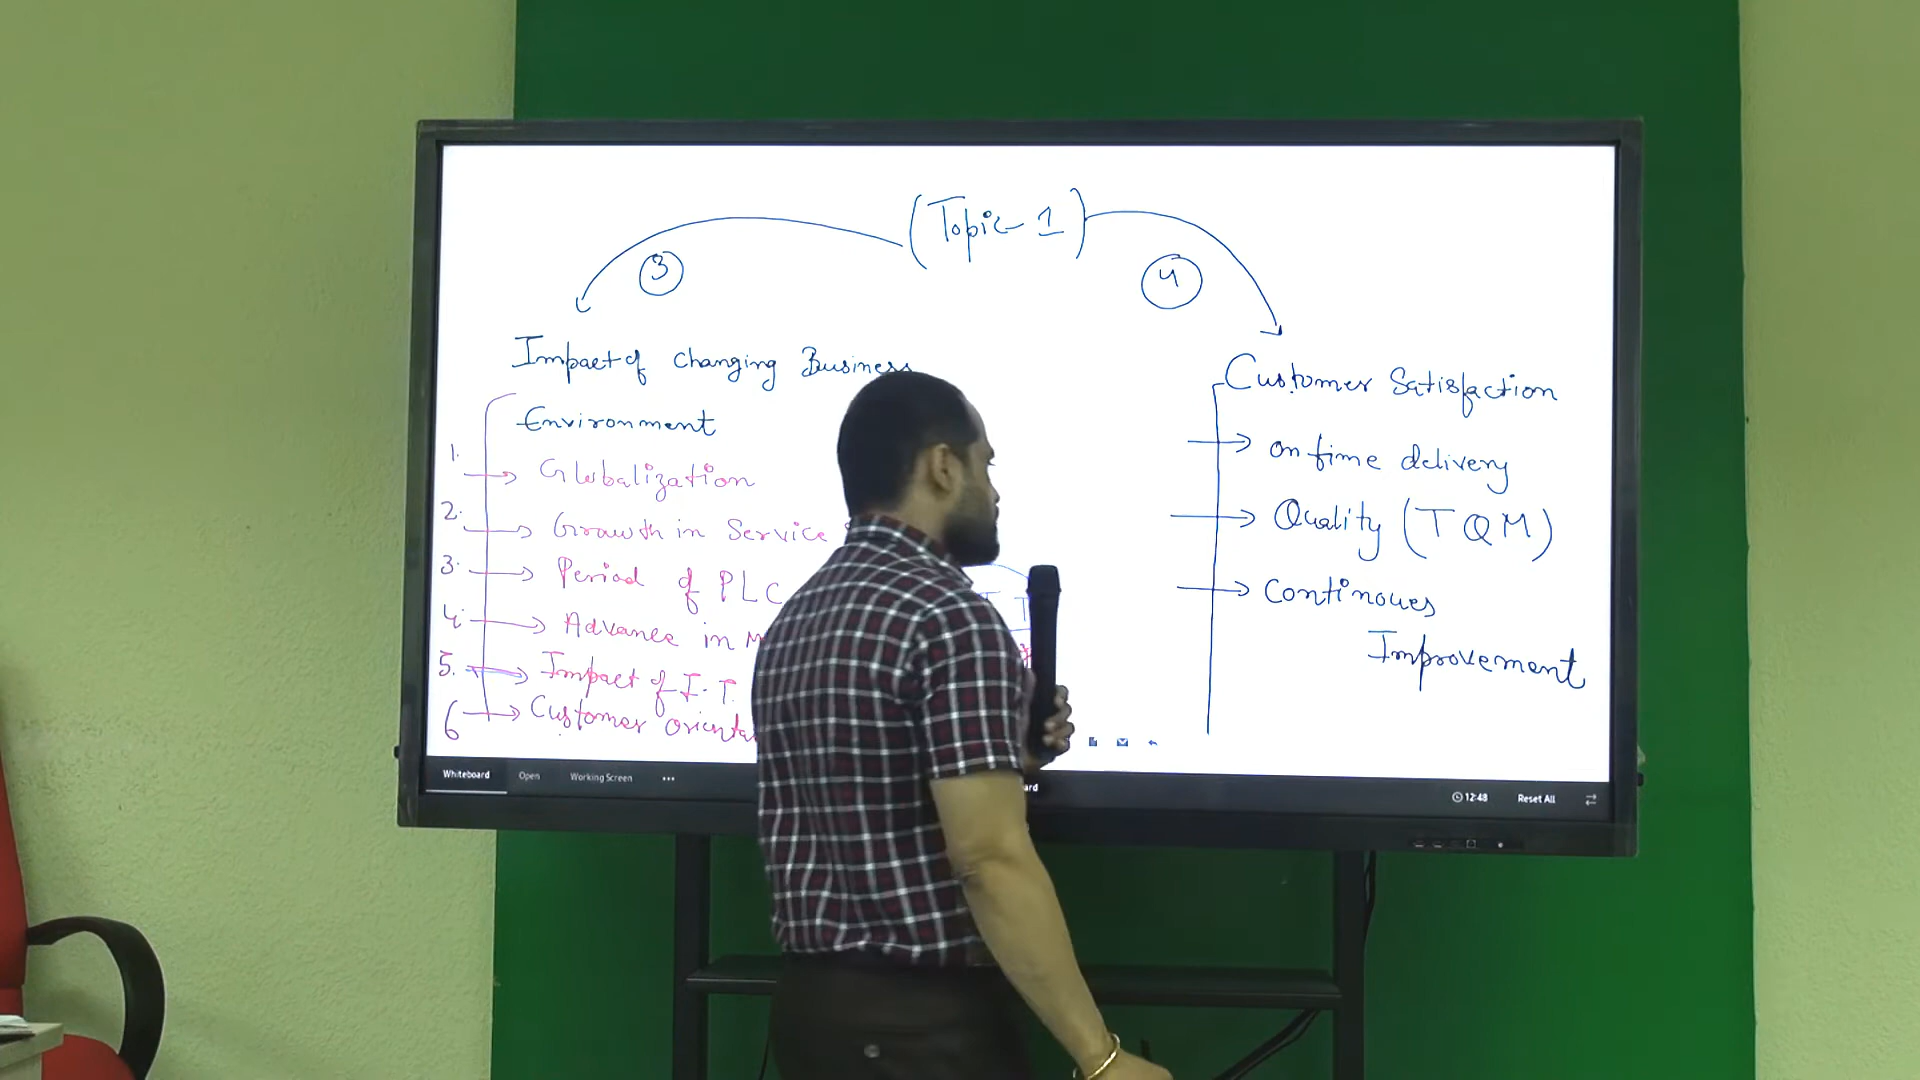 (Topic-1)
3
4
Impact of changing Business
Environment
1. Globalization
2. Growth in Service
3. Period of PLC
4. Advance in M
5. Impact of I.T.
6 Customer
Customer Satisfaction
on time delivery
Quality (TQM)
Continoues
Improvement
Whiteboard Open Working Screen •••
12:48 Reset All